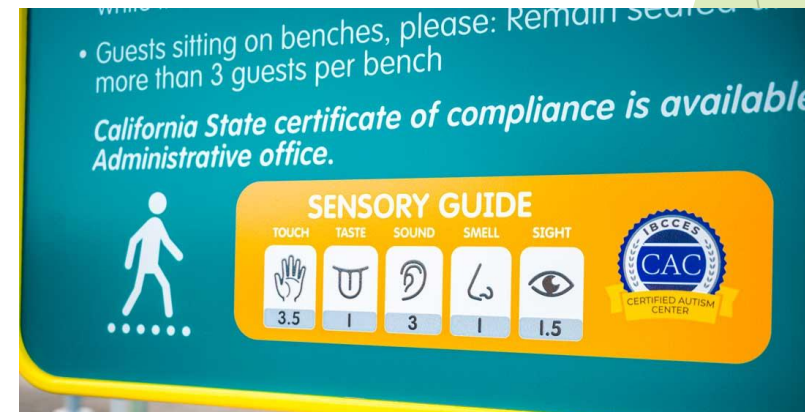 • Guests sitting on benches, please: Remain seated
more than 3 guests per bench
California State certificate of compliance is available
Administrative office.
SENSORY GUIDE
TOUCH TASTE SOUND SMELL SIGHT
3.5 1 3 1 1.5
IBCCES
CAC
CERTIFIED AUTISM
CENTER